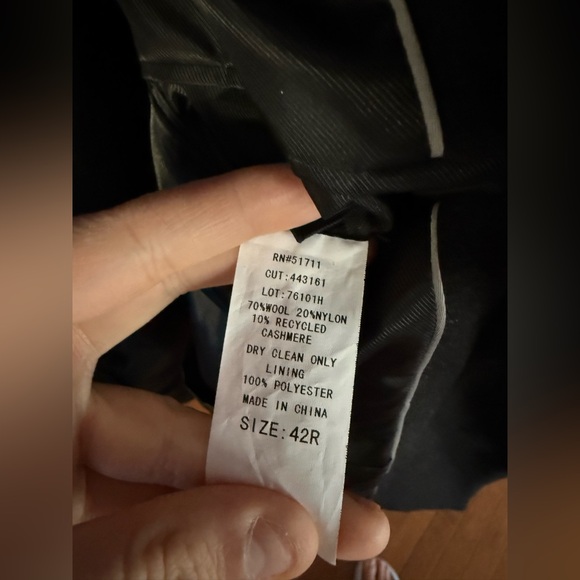 RN#51711
CUT:443161
LOT:76101H
70%WOOL 20%NYLON
10% RECYCLED
CASHMERE
DRY CLEAN ONLY
LINING
100% POLYESTER
MADE IN CHINA
SIZE:42R